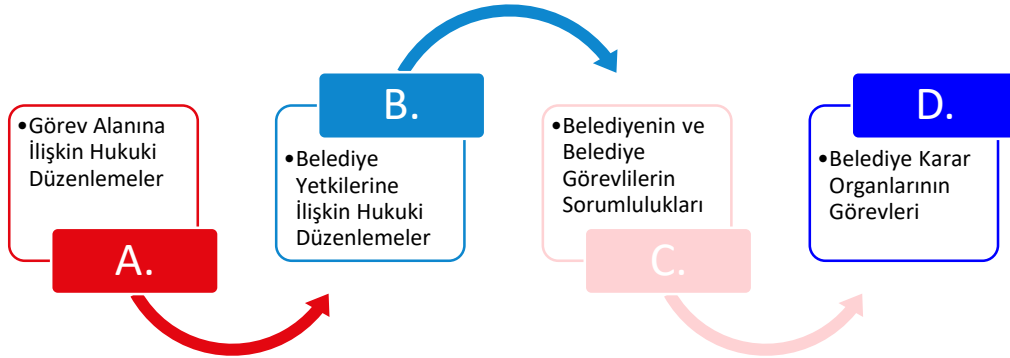 •Görev Alanına
İlişkin Hukuki
Düzenlemeler
A.
B.
•Belediye
Yetkilerine
İlişkin Hukuki
Düzenlemeler
•Belediyenin ve
Belediye
Görevlilerin
Sorumlulukları
C.
D.
•Belediye Karar
Organlarının
Görevleri